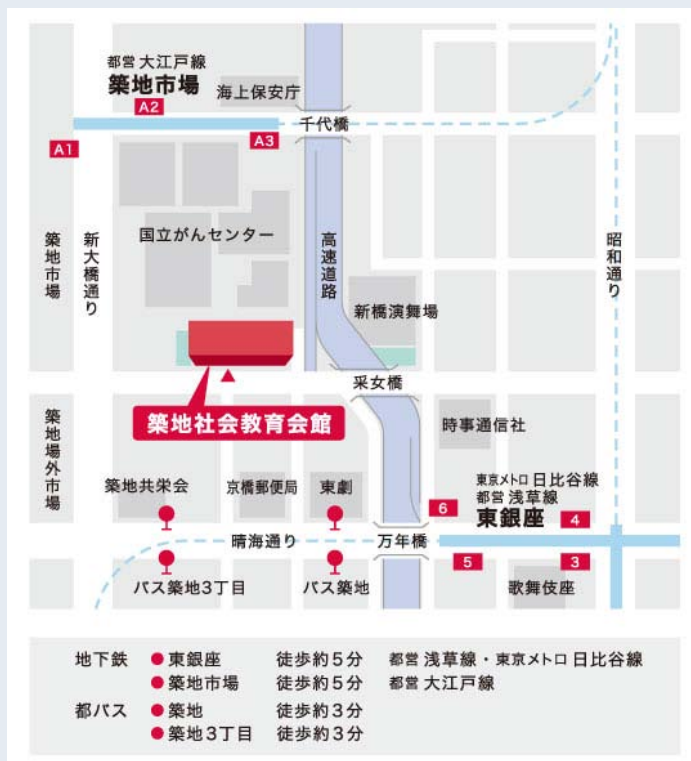 都営 大江戸線
築地市場
海上保安庁
A2
A1
A3
千代橋
国立がんセンター
築地市場
新大橋通り
高速道路
昭和通り
新橋演舞場
采女橋
築地社会教育会館
時事通信社
築地場外市場
築地共栄会
京橋郵便局
東劇
東京メトロ 日比谷線
都営 浅草線
東銀座
6
4
晴海通り
万年橋
5
3
バス築地3丁目
バス築地
歌舞伎座
地下鉄 ●東銀座 徒歩約5分 都営 浅草線・東京メトロ 日比谷線
●築地市場 徒歩約5分 都営 大江戸線
都バス ●築地 徒歩約3分
●築地3丁目 徒歩約3分